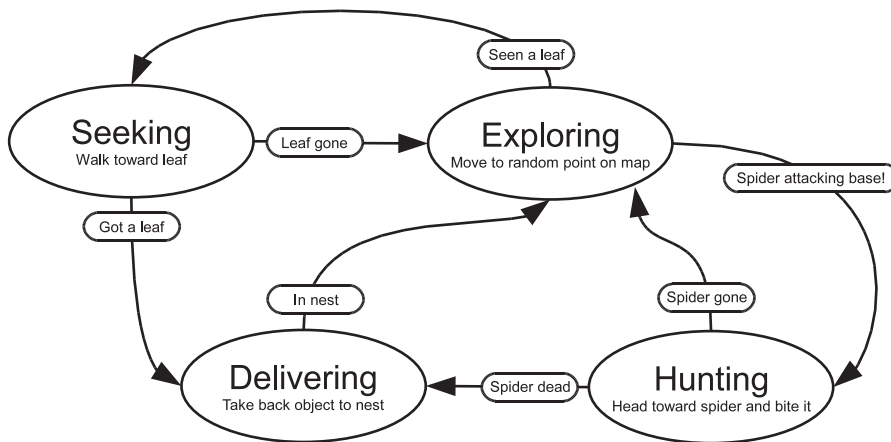 Seen a leaf
Seeking
Walk toward leaf
Leaf gone
Exploring
Move to random point on map
Spider attacking base!
Got a leaf
In nest
Spider gone
Delivering
Take back object to nest
Spider dead
Hunting
Head toward spider and bite it